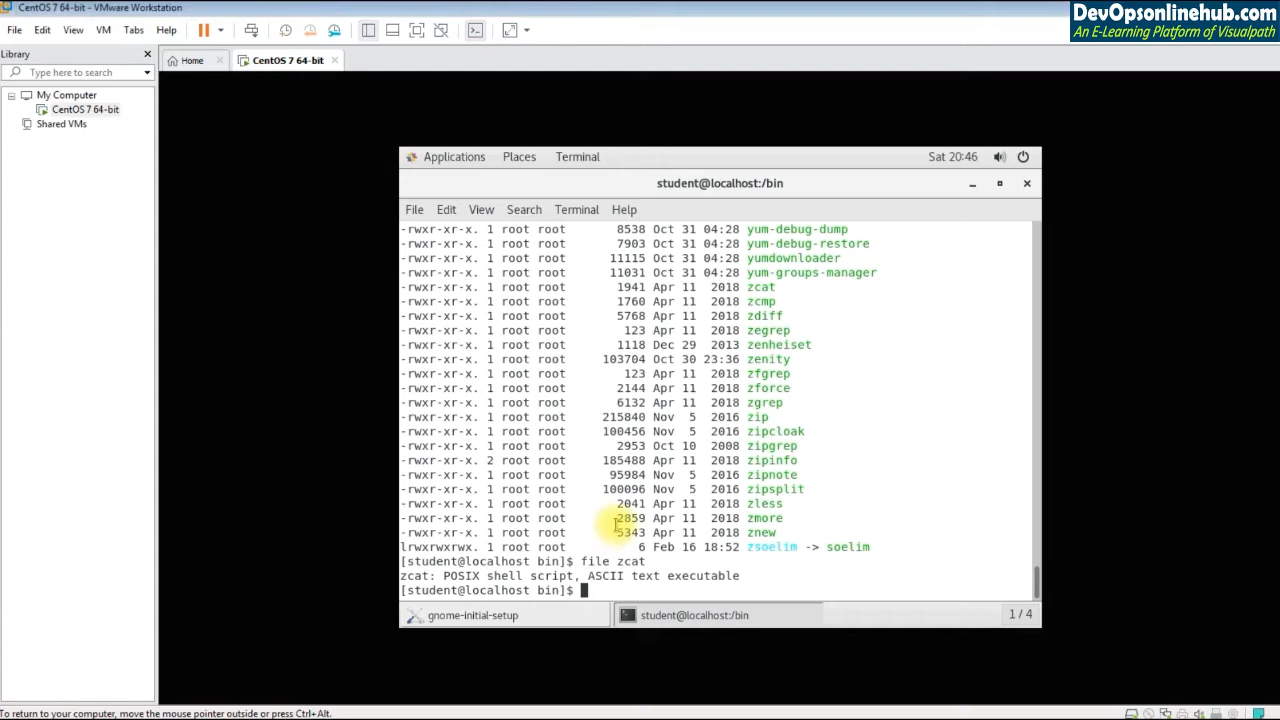 CentOS 7 64-bit - VMware Workstation
DevOpsonlinehub.com
An E-Learning Platform of Visualpath
File Edit View VM Tabs Help
Library
Home
CentOS 7 64-bit
Type here to search
My Computer
CentOS 7 64-bit
Shared VMs
Applications Places Terminal Sat 20:46
student@localhost:/bin
File Edit View Search Terminal Help
-rwxr-xr-x. 1 root root 8538 Oct 31 04:28 yum-debug-dump
-rwxr-xr-x. 1 root root 7903 Oct 31 04:28 yum-debug-restore
-rwxr-xr-x. 1 root root 11115 Oct 31 04:28 yumdownloader
-rwxr-xr-x. 1 root root 11031 Oct 31 04:28 yum-groups-manager
-rwxr-xr-x. 1 root root 1941 Apr 11 2018 zcat
-rwxr-xr-x. 1 root root 1760 Apr 11 2018 zcmp
-rwxr-xr-x. 1 root root 5768 Apr 11 2018 zdiff
-rwxr-xr-x. 1 root root 123 Apr 11 2018 zegrep
-rwxr-xr-x. 1 root root 1118 Dec 29 2013 zenheiset
-rwxr-xr-x. 1 root root 103704 Oct 30 23:36 zenity
-rwxr-xr-x. 1 root root 123 Apr 11 2018 zfgrep
-rwxr-xr-x. 1 root root 2144 Apr 11 2018 zforce
-rwxr-xr-x. 1 root root 6132 Apr 11 2018 zgrep
-rwxr-xr-x. 1 root root 215840 Nov 5 2016 zip
-rwxr-xr-x. 1 root root 100456 Nov 5 2016 zipcloak
-rwxr-xr-x. 1 root root 2953 Oct 10 2008 zipgrep
-rwxr-xr-x. 2 root root 185488 Apr 11 2018 zipinfo
-rwxr-xr-x. 1 root root 95984 Nov 5 2016 zipnote
-rwxr-xr-x. 1 root root 100096 Nov 5 2016 zipsplit
-rwxr-xr-x. 1 root root 2041 Apr 11 2018 zless
-rwxr-xr-x. 1 root root 2859 Apr 11 2018 zmore
-rwxr-xr-x. 1 root root 5343 Apr 11 2018 znew
lrwxrwxrwx. 1 root root 6 Feb 16 18:52 zsoelim -> soelim
[student@localhost bin]$ file zcat
zcat: POSIX shell script, ASCII text executable
[student@localhost bin]$
gnome-initial-setup
student@localhost:/bin
1 / 4
To return to your computer, move the mouse pointer outside or press Ctrl+Alt.